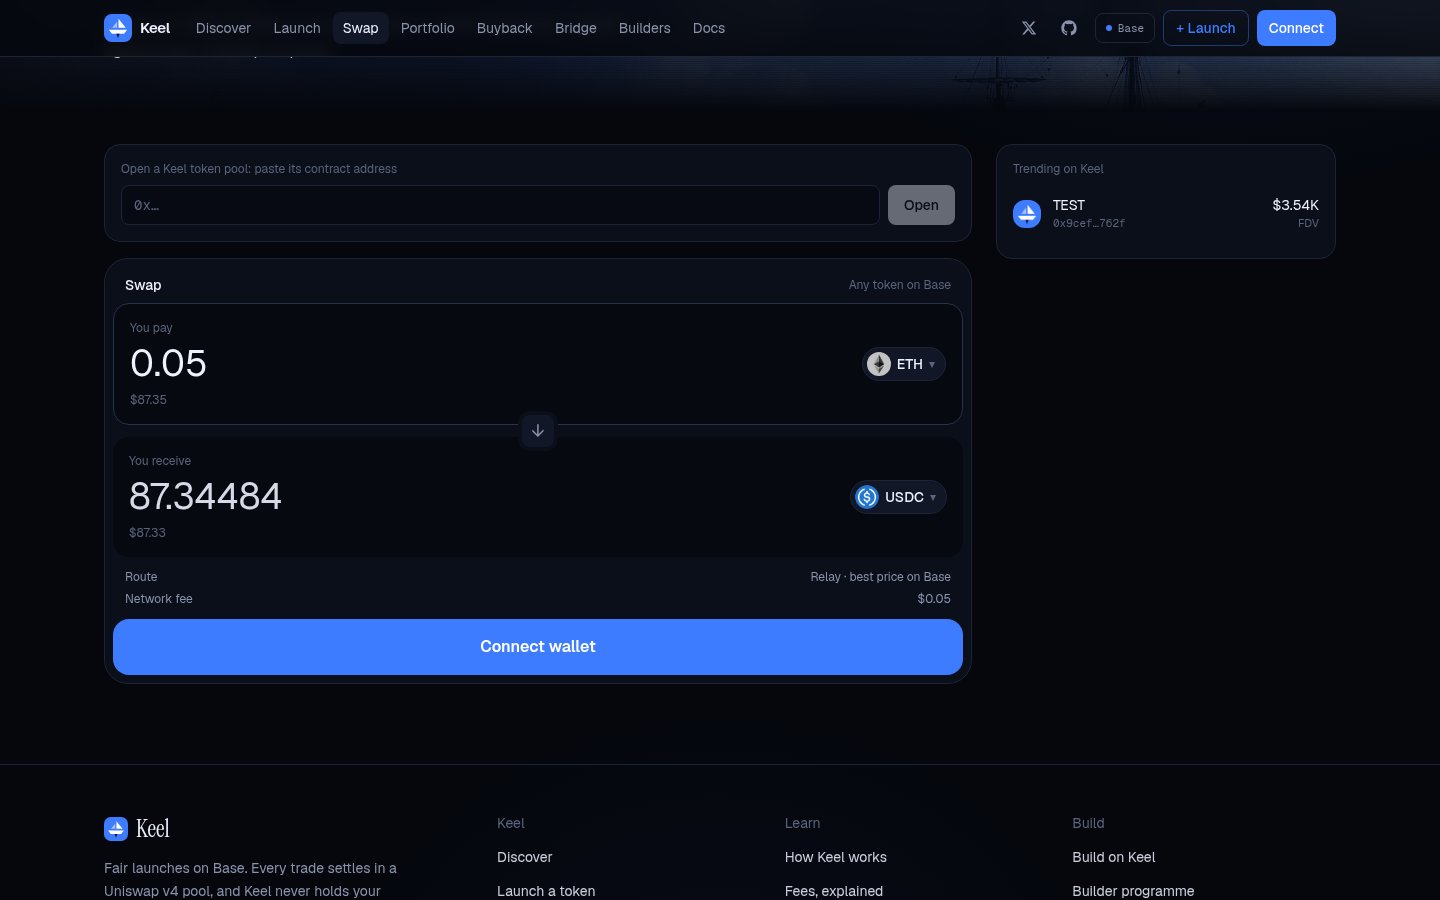 Keel
Discover
Launch
Swap
Portfolio
Buyback
Bridge
Builders
Docs
Base
+ Launch
Connect
Open a Keel token pool: paste its contract address
0x…
Open
Trending on Keel
TEST
$3.54K
0x9cef…762f
FDV
Swap
Any token on Base
You pay
0.05
ETH
$87.35
You receive
87.34484
USDC
$87.33
Route
Relay · best price on Base
Network fee
$0.05
Connect wallet
Keel
Fair launches on Base. Every trade settles in a
Uniswap v4 pool, and Keel never holds your
Keel
Discover
Launch a token
Learn
How Keel works
Fees, explained
Build
Build on Keel
Builder programme